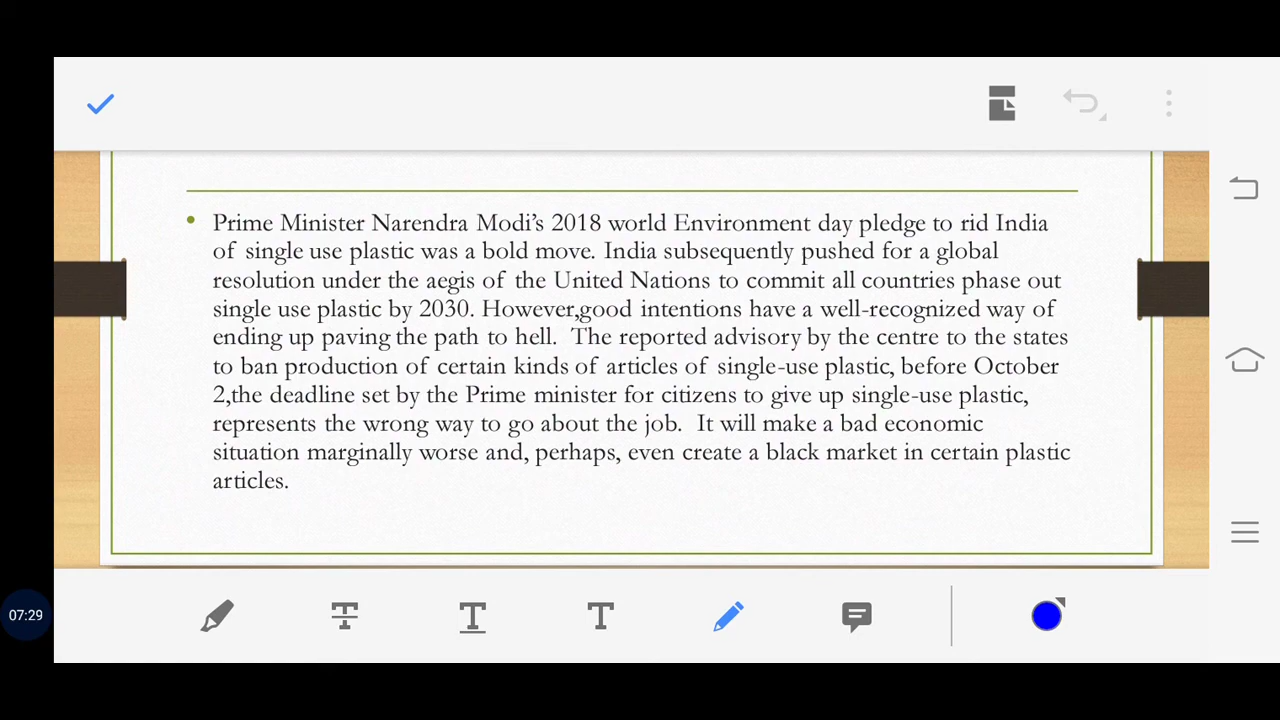 Prime Minister Narendra Modi's 2018 world Environment day pledge to rid India
of single use plastic was a bold move. India subsequently pushed for a global
resolution under the aegis of the United Nations to commit all countries phase out
single use plastic by 2030. However,good intentions have a well-recognized way of
ending up paving the path to hell. The reported advisory by the centre to the states
to ban production of certain kinds of articles of single-use plastic, before October
2,the deadline set by the Prime minister for citizens to give up single-use plastic,
represents the wrong way to go about the job. It will make a bad economic
situation marginally worse and, perhaps, even create a black market in certain plastic
articles.
07:29
T
T
T